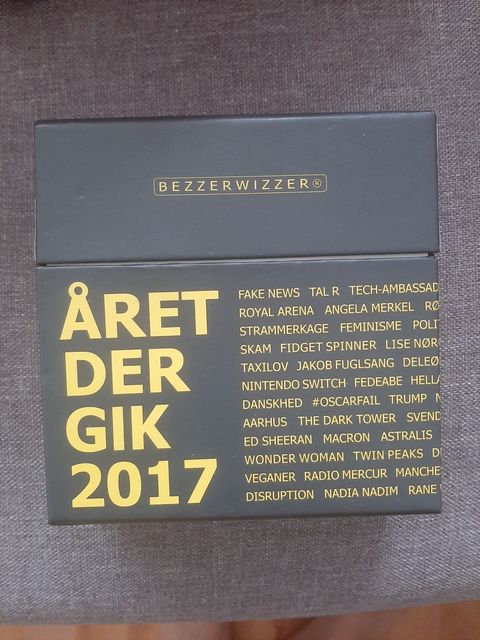 BEZZERWIZZER®
ÅRET
DER
GIK
2017
FAKE NEWS TAL R TECH-AMBASSAD
ROYAL ARENA ANGELA MERKEL RØ
STRAMMERKAGE FEMINISME POLI
SKAM FIDGET SPINNER LISE NØR
TAXILOV JAKOB FUGLSANG DELEØ
NINTENDO SWITCH FEDEABE HELL
DANSKHED #OSCARFAIL TRUMP N
AARHUS THE DARK TOWER SVEND
ED SHEERAN MACRON ASTRALIS
WONDER WOMAN TWIN PEAKS D
VEGANER RADIO MERCUR MANCHE
DISRUPTION NADIA NADIM RANE